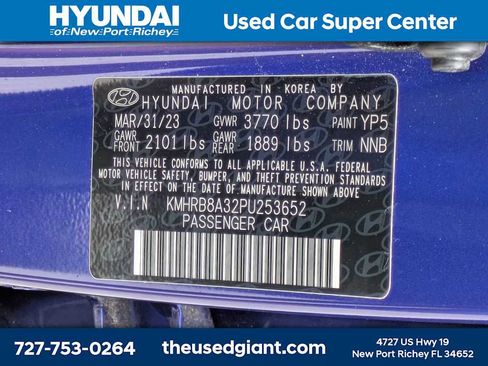 HYUNDAI
of New Port Richey
Used Car Super Center
MANUFACTURED IN KOREA BY
HYUNDAI MOTOR COMPANY
MAR/31/23 GVWR 3770 lbs PAINT YP5
GAWR FRONT 2101 lbs GAWR REAR 1889 lbs TRIM NNB
THIS VEHICLE CONFORMS TO ALL APPLICABLE U.S.A. FEDERAL
MOTOR VEHICLE SAFETY, BUMPER, AND THEFT PREVENTION
STANDARDS IN EFFECT ON THE DATE OF MANUFACTURE
SHOWN ABOVE.
V.I.N KMHRB8A32PU253652
PASSENGER CAR
727-753-0264
theusedgiant.com
4727 US Hwy 19
New Port Richey FL 34652